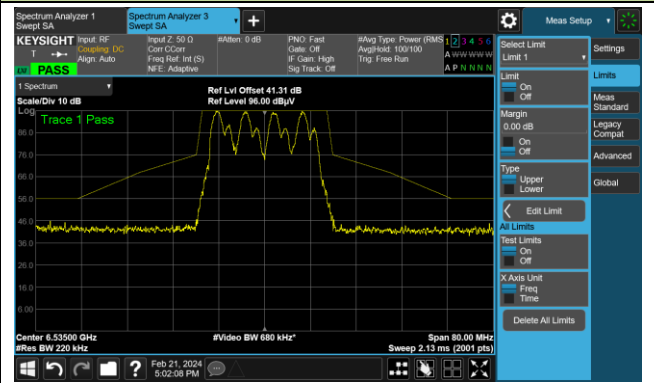 Spectrum Analyzer 1
Swept SA
Spectrum Analyzer 3
Swept SA
Meas Setup
KEYSIGHT
Input: RF
Coupling: DC
Align: Auto
Input Z: 50 Ω
Corr CCorr
Freq Ref: Int (S)
NFE: Adaptive
#Atten: 0 dB
PNO: Fast
Gate: Off
IF Gain: High
Sig Track: Off
#Avg Type: Power (RMS
Avg|Hold: 100/100
Trig: Free Run
1 2 3 4 5 6
A W W W W W
A P N N N N
T
LNI PASS
1 Spectrum
Scale/Div 10 dB
Ref Lvl Offset 41.31 dB
Ref Level 96.00 dBµV
Log
Trace 1 Pass
86.0
76.0
66.0
56.0
46.0
36.0
26.0
16.0
6.00
Center 6.53500 GHz
#Res BW 220 kHz
#Video BW 680 kHz*
Span 80.00 MHz
Sweep 2.13 ms (2001 pts)
Feb 21, 2024
5:02:08 PM
Select Limit
Limit 1
Limit
On
Off
Margin
0.00 dB
On
Off
Type
Upper
Lower
Edit Limit
All Limits
Test Limits
On
Off
X Axis Unit
Freq
Time
Delete All Limits
Settings
Limits
Meas
Standard
Legacy
Compat
Advanced
Global